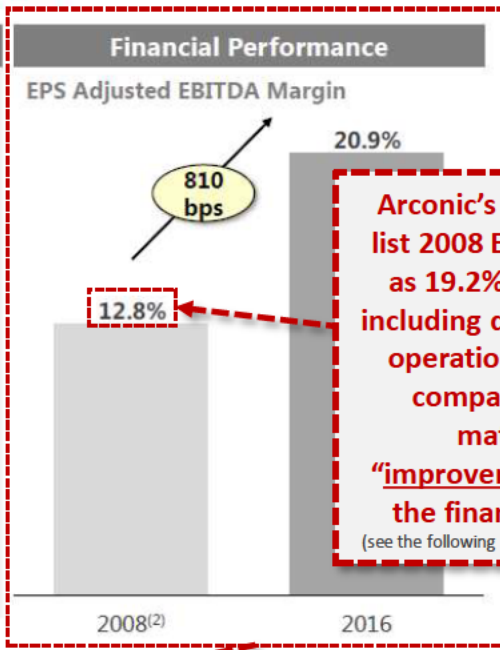 Financial Performance
EPS Adjusted EBITDA Margin
20.9%
810
bps
12.8%
Arconic's
list 2008
as 19.2%
including
operatio
compa
“improve
the finan
(see the following
2008(2)
2016